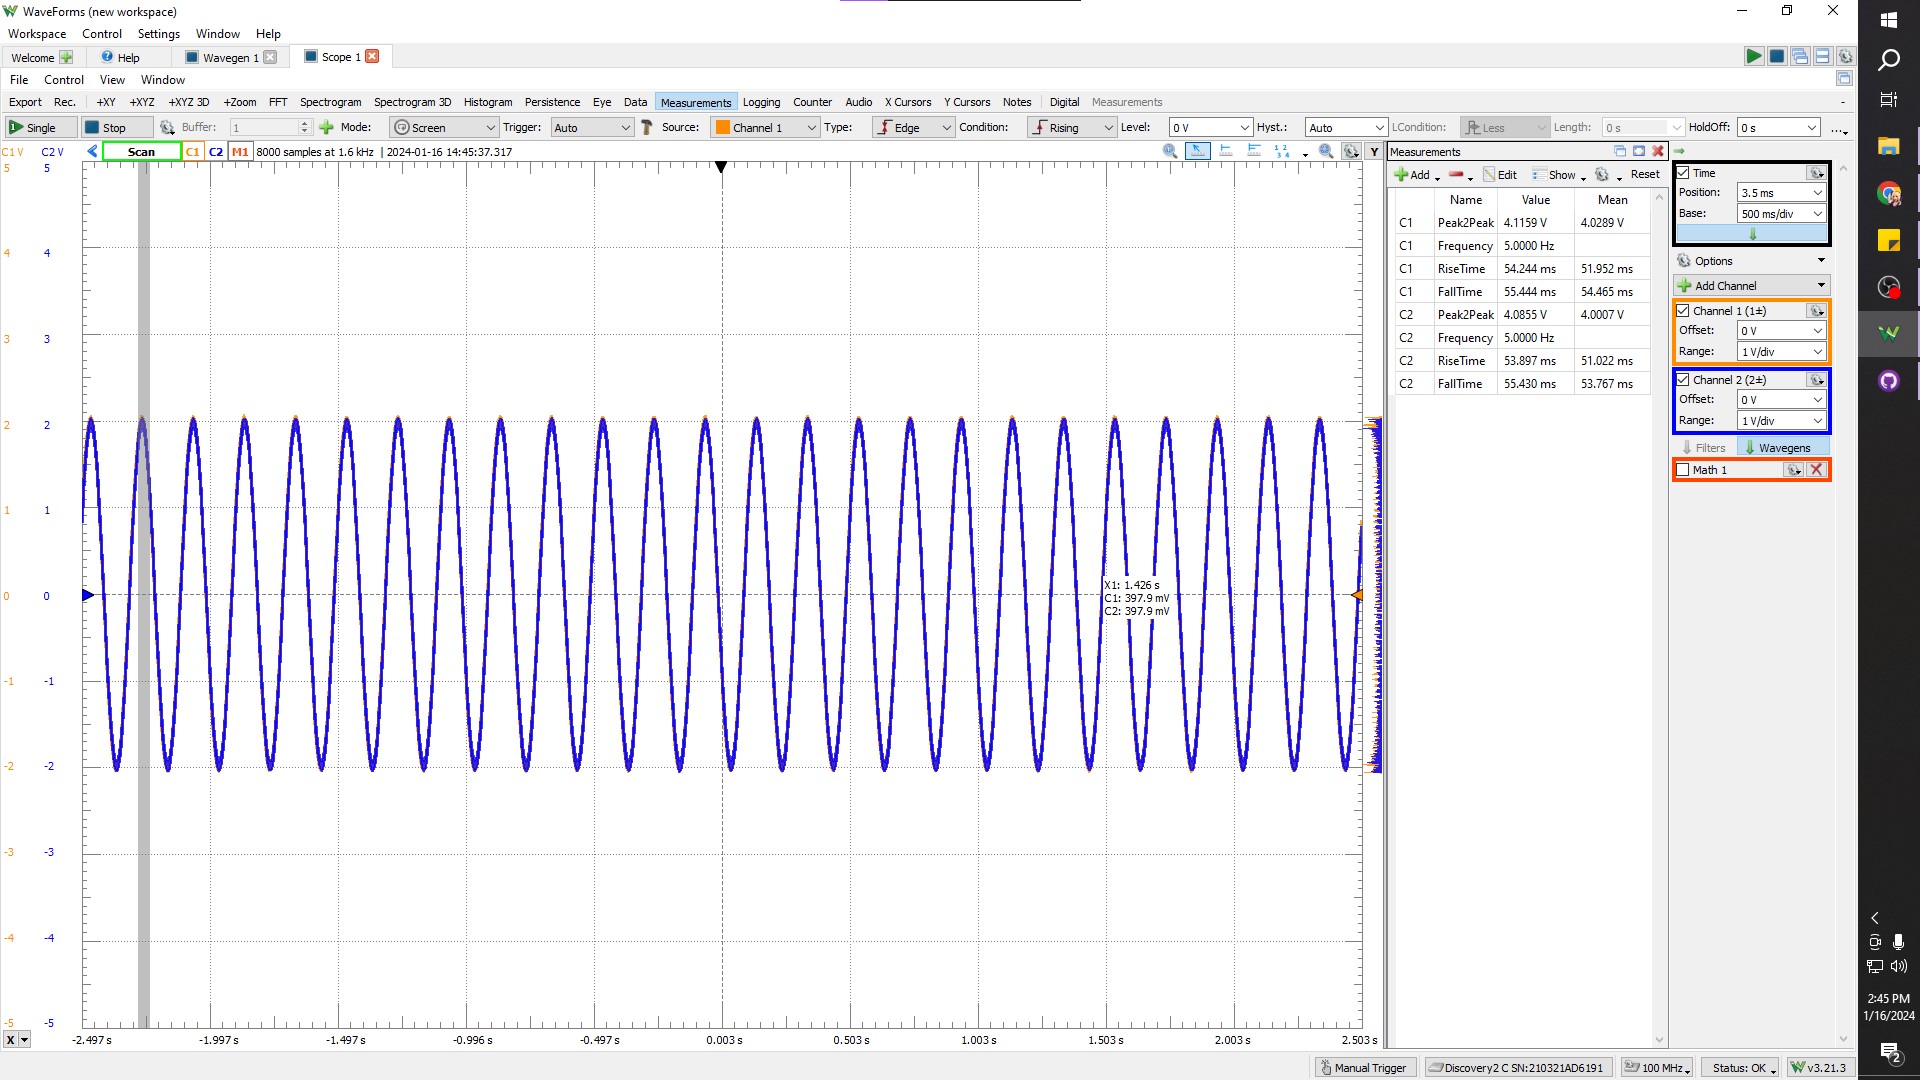 WaveForms (new workspace)
Workspace Control Settings Window Help
Welcome Help Wavegen 1 Scope 1
File Control View Window
Export Rec. +XY +XYZ +XYZ 3D +Zoom FFT Spectrogram Spectrogram 3D Histogram Persistence Eye Data Measurements Logging Counter Audio X Cursors Y Cursors Notes Digital Measurements
Single Stop Buffer: 1 Mode: Screen Trigger: Auto Source: Channel 1 Type: Edge Condition: Rising Level: 0 V Hyst.: Auto LCondition: Less Length: 0 s HoldOff: 0 s ...
C1 V C2 V Scan C1 C2 M1 8000 samples at 1.6 kHz | 2024-01-16 14:45:37.317 Y
5 5
4 4
3 3
2 2
1 1
0 0
-1 -1
-2 -2
-3 -3
-4 -4
-5 -5
X1: 1.426 s
C1: 397.9 mV
C2: 397.9 mV
X -2.497 s -1.997 s -1.497 s -0.996 s -0.497 s 0.003 s 0.503 s 1.003 s 1.503 s 2.003 s 2.503 s
Measurements
Add Edit Show Reset
Name Value Mean
C1 Peak2Peak 4.1159 V 4.0289 V
C1 Frequency 5.0000 Hz
C1 RiseTime 54.244 ms 51.952 ms
C1 FallTime 55.444 ms 54.465 ms
C2 Peak2Peak 4.0855 V 4.0007 V
C2 Frequency 5.0000 Hz
C2 RiseTime 53.897 ms 51.022 ms
C2 FallTime 55.430 ms 53.767 ms
Time
Position: 3.5 ms
Base: 500 ms/div
Options
Add Channel
Channel 1 (1±)
Offset: 0 V
Range: 1 V/div
Channel 2 (2±)
Offset: 0 V
Range: 1 V/div
Filters Wavegens
Math 1
Manual Trigger Discovery2 C SN:210321AD6191 100 MHz Status: OK v3.21.3
2:45 PM
1/16/2024
2